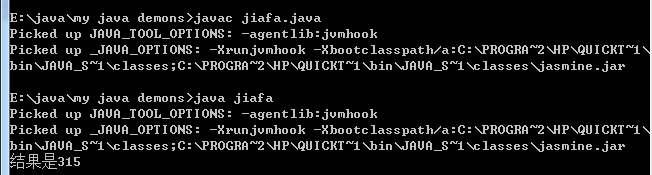 E:\java\my java demons>javac jiafa.java
Picked up JAVA_TOOL_OPTIONS: -agentlib:jvmhook
Picked up _JAVA_OPTIONS: -Xrunjvmhook -Xbootclasspath/a:C:\PROGRA~2\HP\QUICKT~1\
bin\JAVA_S~1\classes;C:\PROGRA~2\HP\QUICKT~1\bin\JAVA_S~1\classes\jasmine.jar
E:\java\my java demons>java jiafa
Picked up JAVA_TOOL_OPTIONS: -agentlib:jvmhook
Picked up _JAVA_OPTIONS: -Xrunjvmhook -Xbootclasspath/a:C:\PROGRA~2\HP\QUICKT~1\
bin\JAVA_S~1\classes;C:\PROGRA~2\HP\QUICKT~1\bin\JAVA_S~1\classes\jasmine.jar
结果是315